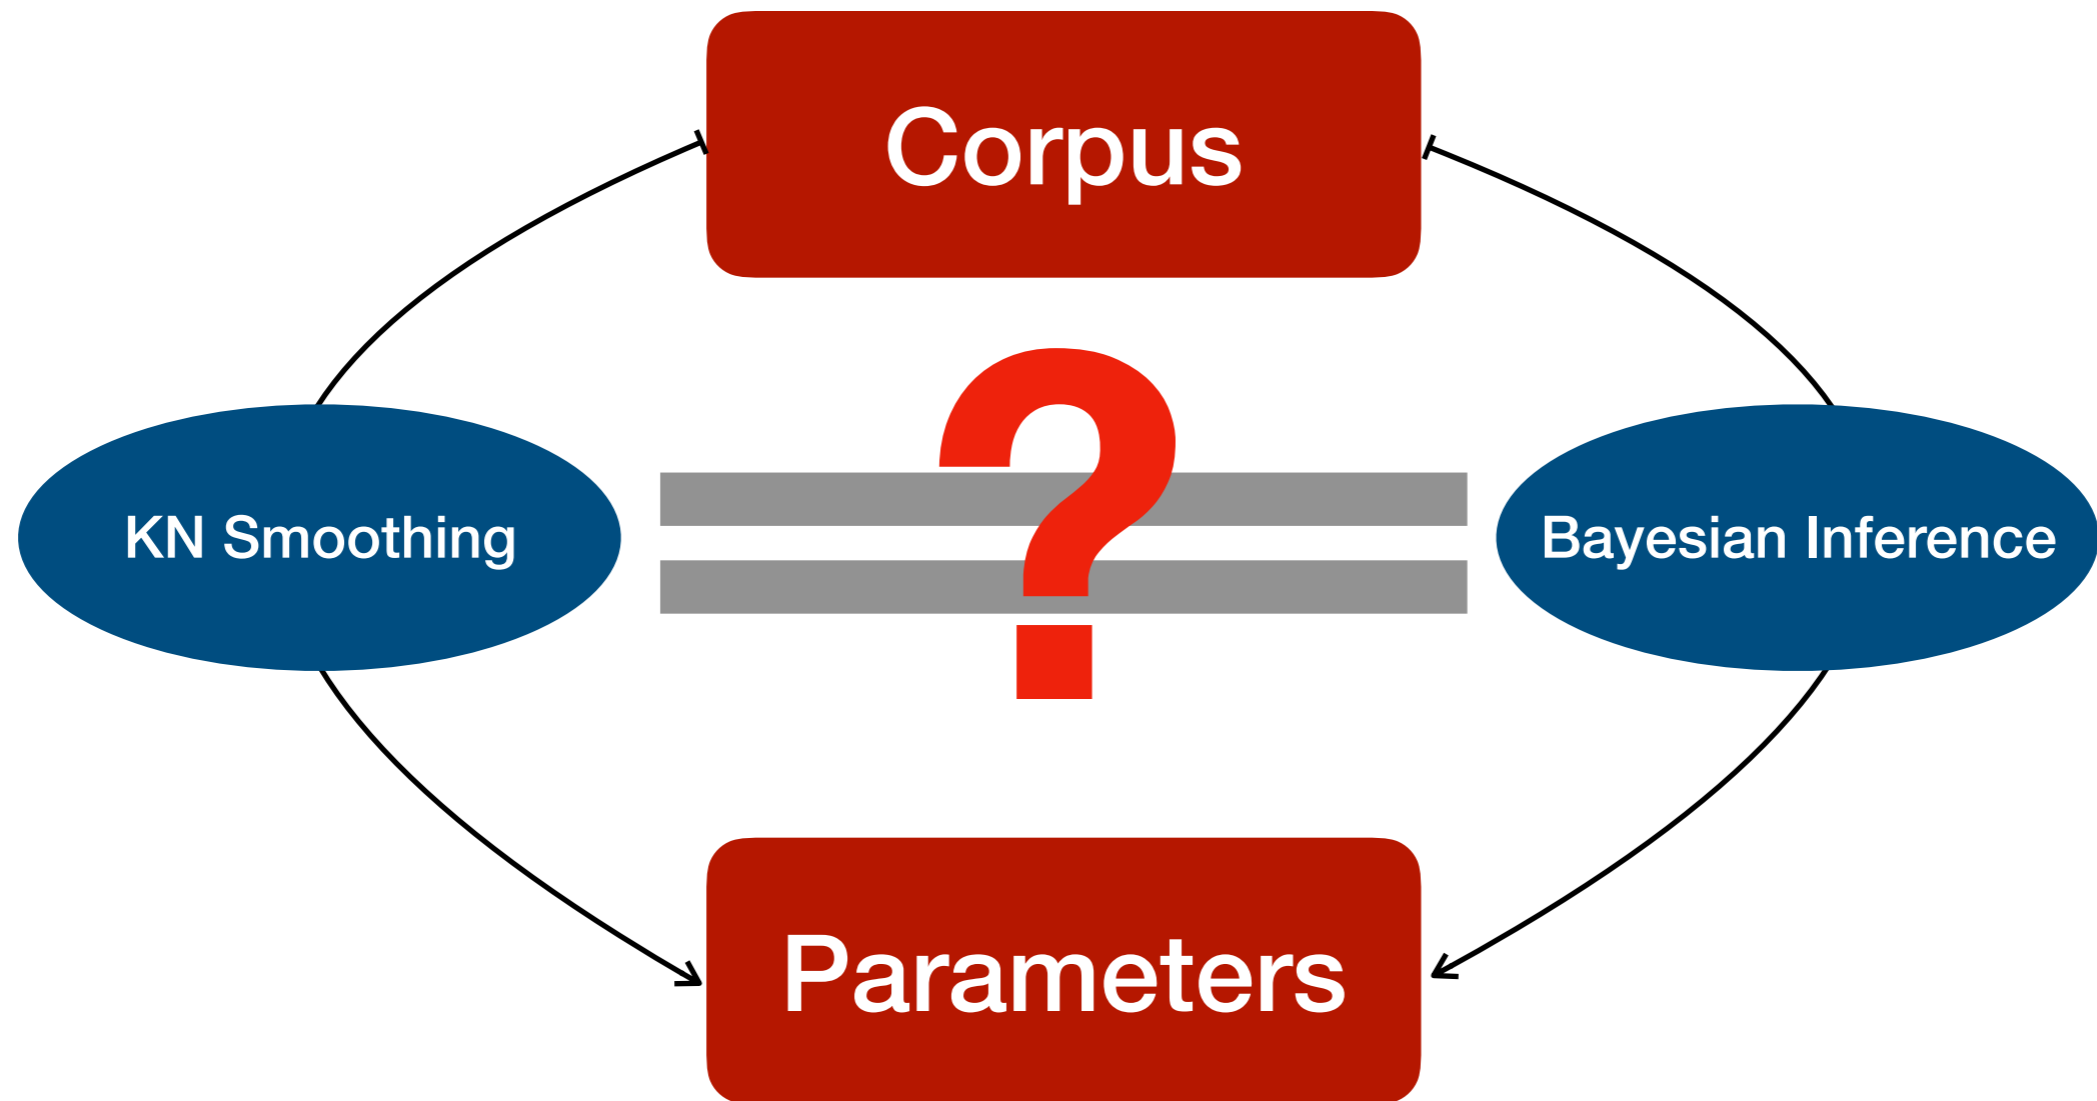 Corpus
KN Smoothing
?
Bayesian Inference
Parameters